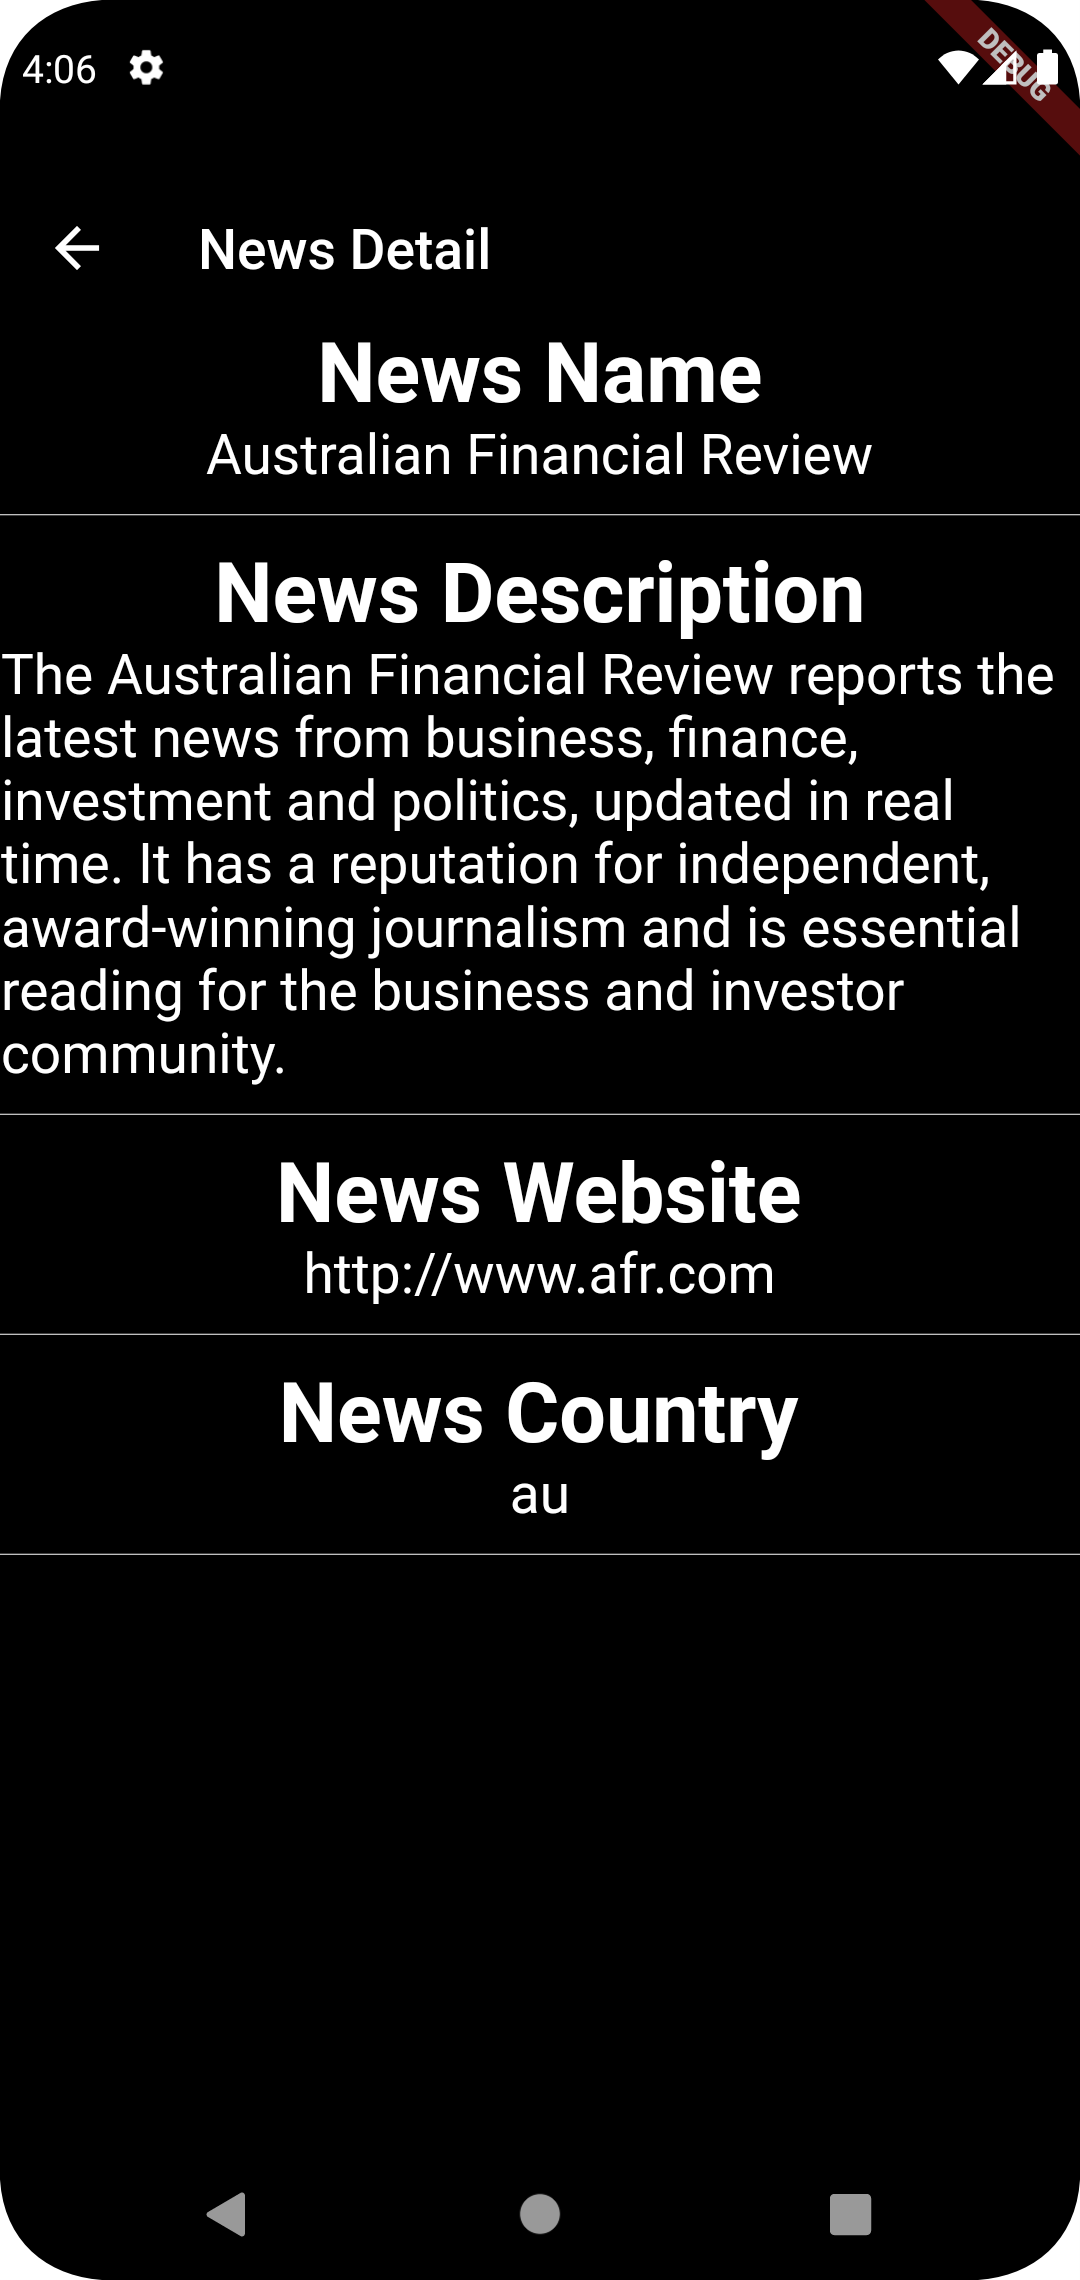 4:06
DEBUG
News Detail
News Name
Australian Financial Review
News Description
The Australian Financial Review reports the
latest news from business, finance,
investment and politics, updated in real
time. It has a reputation for independent,
award-winning journalism and is essential
reading for the business and investor
community.
News Website
http://www.afr.com
News Country
au